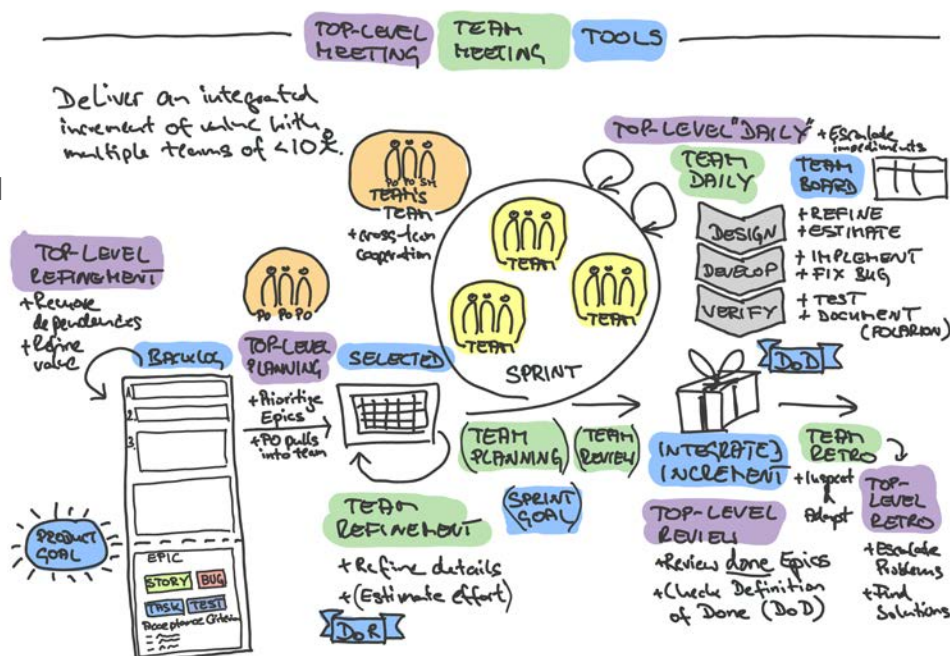 TOP-LEVEL
MEETING
TEAM
MEETING
TOOLS
Deliver an integrated
increment of value with
multiple teams of <10
TOP-LEVEL
REFINEMENT
+ Remove
dependences
+ Refine
value
BACKLOG
1.
2.
3.
PRODUCT
GOAL
EPIC
STORY
BUG
TASK
TEST
Acceptance Criteria
PO PO PO
TOP-LEVEL
PLANNING
+ Prioritize
Epics
+ PO pulls
into team
PO PO SM
TEAM'S
TEAM
+ cross-team
cooperation
SELECTED
TEAM
REFINEMENT
+ Refine details
+ (Estimate effort)
DoR
TEAM
TEAM
TEAM
SPRINT
(TEAM
PLANNING)
(TEAM
REVIEW)
(SPRINT
GOAL)
TOP-LEVEL "DAILY"
+ Escalate
impediments
TEAM
DAILY
TEAM
BOARD
DESIGN
+ REFINE
+ ESTIMATE
DEVELOP
+ IMPLEMENT
+ FIX BUG
VERIFY
+ TEST
+ DOCUMENT
(POLARION)
DoD
INTEGRATED
INCREMENT
TOP-LEVEL
REVIEW
+ Review done Epics
+ Check Definition
of Done (DoD)
TEAM
RETRO
+ Inspect
Adapt
TOP-
LEVEL
RETRO
+ Escalate
Problems
+ Find
Solutions